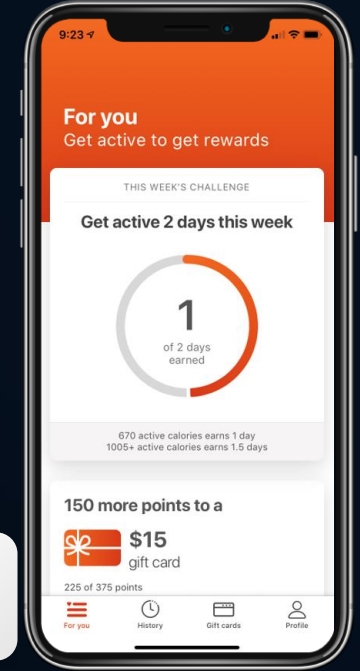 9:23
For you
Get active to get rewards
THIS WEEK'S CHALLENGE
Get active 2 days this week
1
of 2 days
earned
670 active calories earns 1 day
1005+ active calories earns 1.5 days
150 more points to a
$15
gift card
225 of 375 points
For you
History
Gift cards
Profile